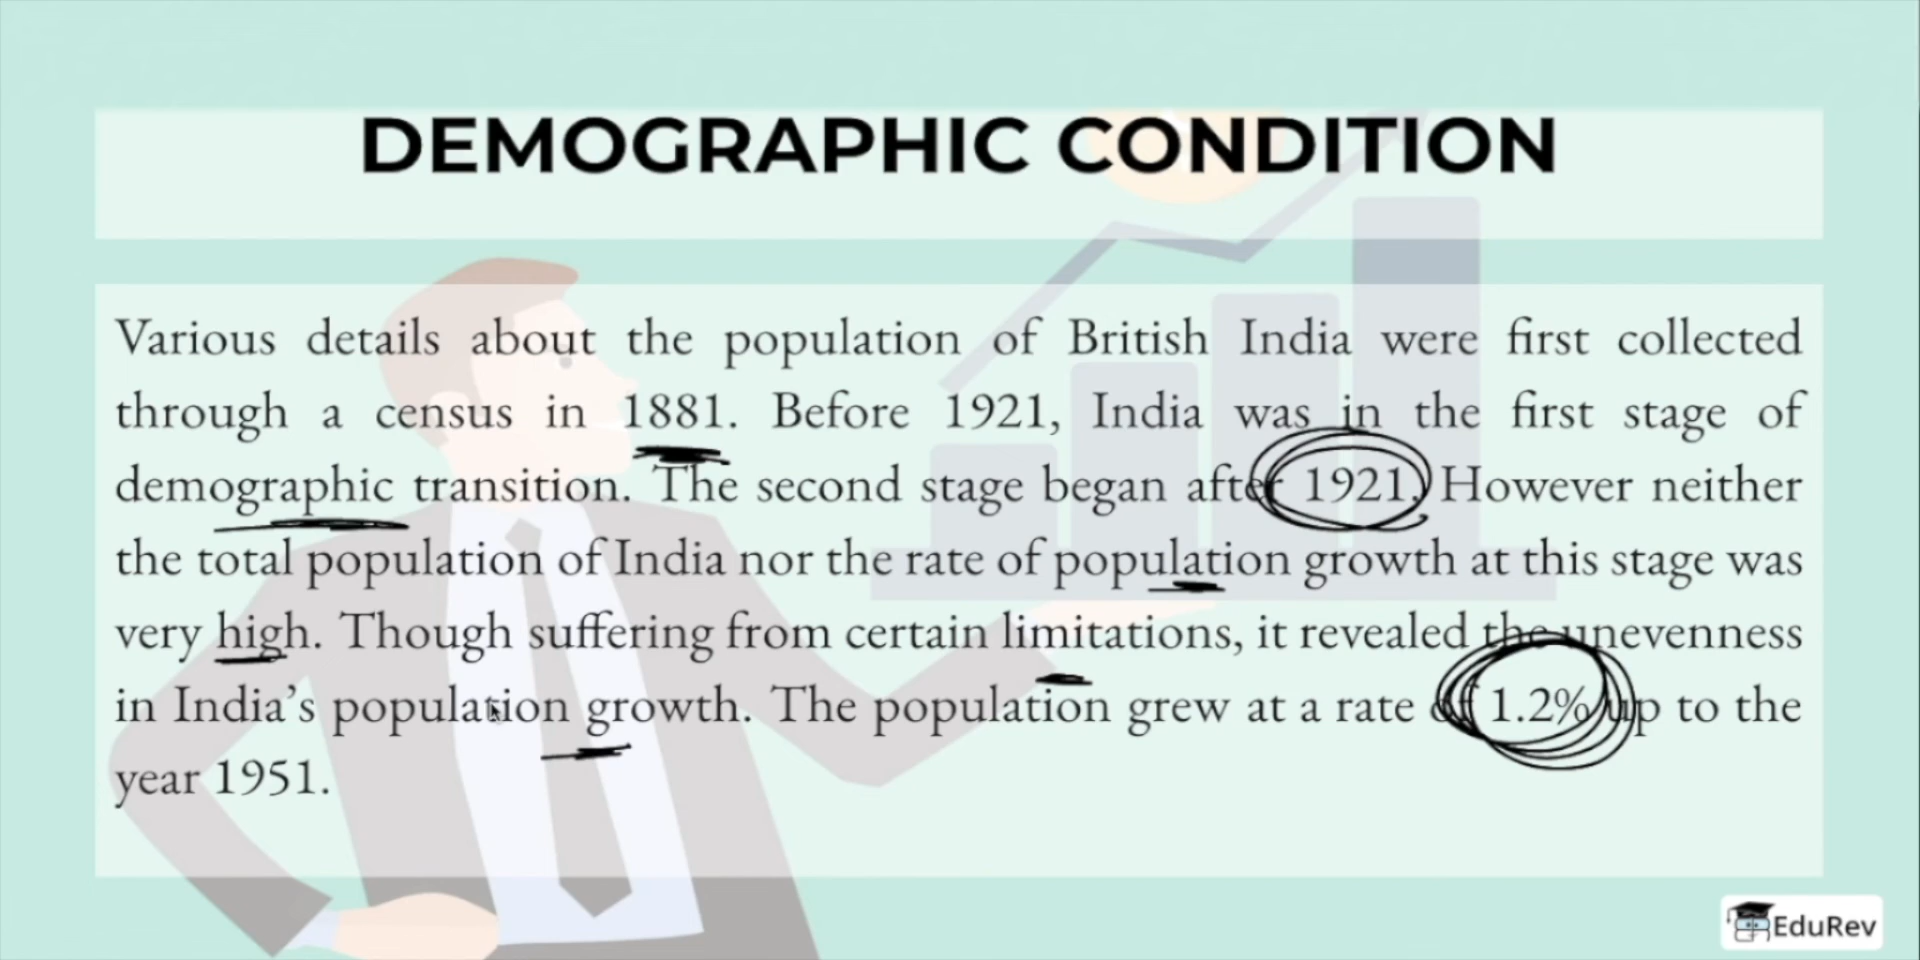 DEMOGRAPHIC CONDITION
Various details about the population of British India were first collected
through a census in 1881. Before 1921, India was in the first stage of
demographic transition. The second stage began after 1921. However neither
the total population of India nor the rate of population growth at this stage was
very high. Though suffering from certain limitations, it revealed the unevenness
in India’s population growth. The population grew at a rate of 1.2% up to the
year 1951.
EduRev